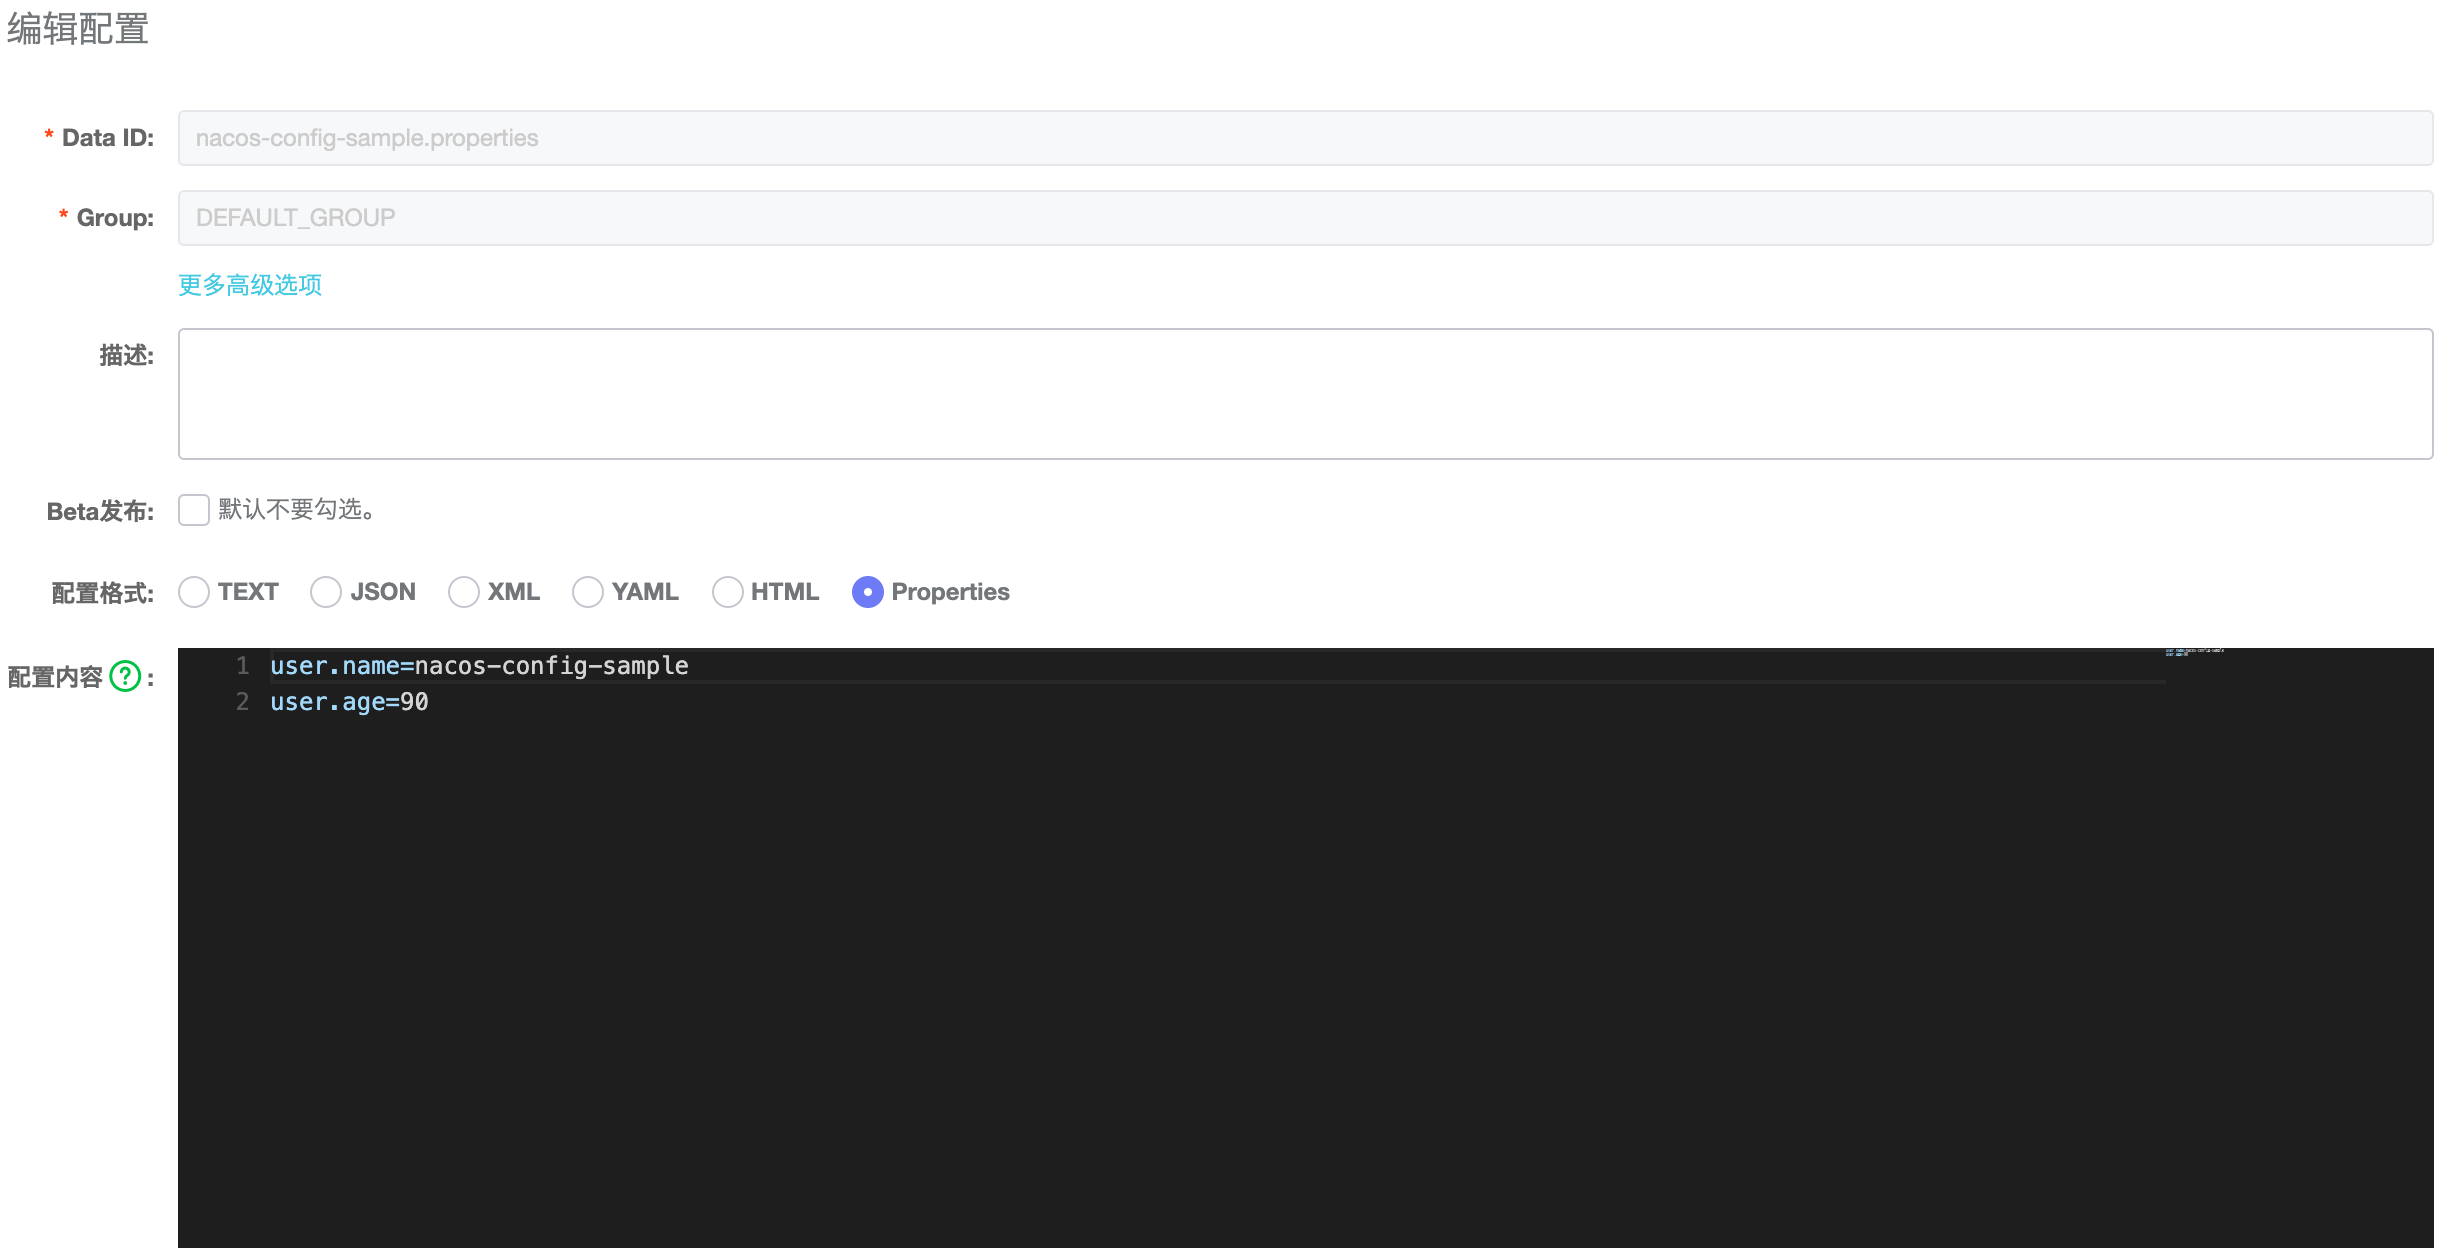 编辑配置
* Data ID: nacos-config-sample.properties
* Group: DEFAULT_GROUP
更多高级选项
描述:
Beta发布: 默认不要勾选。
配置格式: TEXT JSON XML YAML HTML Properties
配置内容 ? :
1 user.name=nacos-config-sample
2 user.age=90